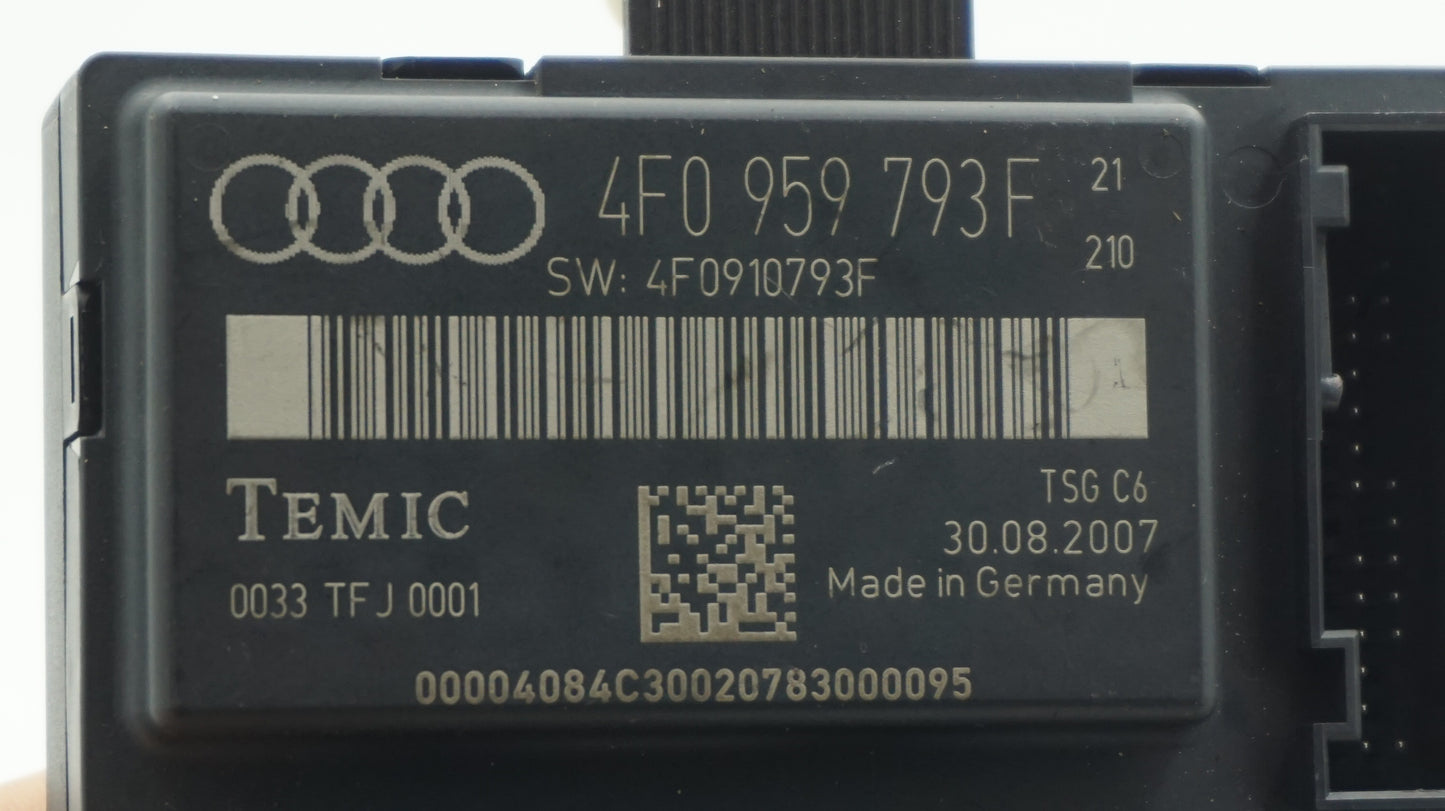 4F0 959 793F 21
210
SW: 4F0910793F
1
TEMIC
TSG C6
30.08.2007
Made in Germany
0033 TFJ 0001
00004084C30020783000095